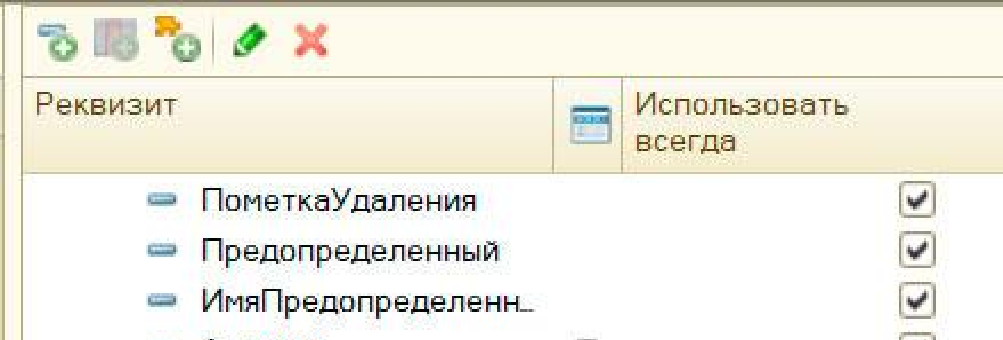 Реквизит
Использовать
всегда
ПометкаУдаления
Предопределенный
ИмяПредопределенн...